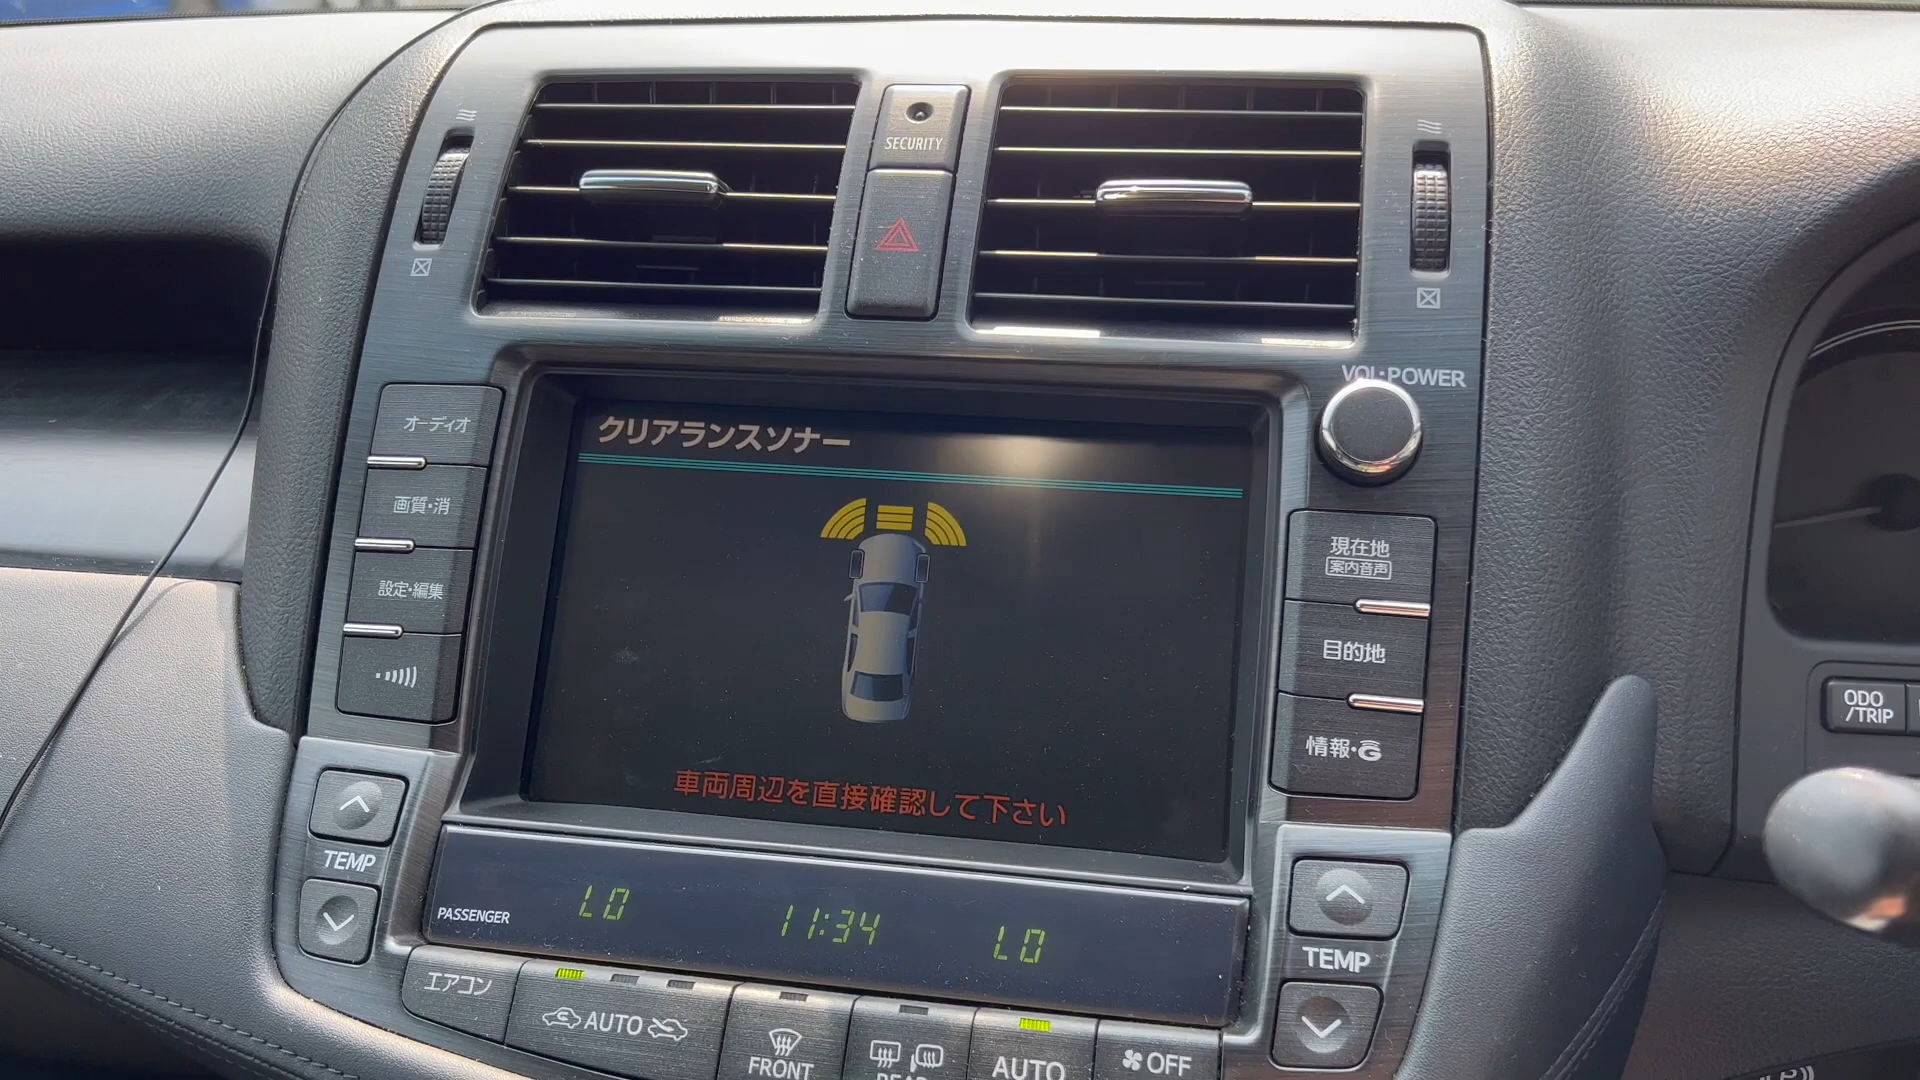 SECURITY
VOL·POWER
オーディオ
画質·消
設定·編集
クリアランスソナー
車両周辺を直接確認して下さい
現在地
案内音声
目的地
情報·G
ODO
/TRIP
TEMP
TEMP
PASSENGER
LO
11:34
LO
エアコン
AUTO
FRONT
REAR
AUTO
OFF